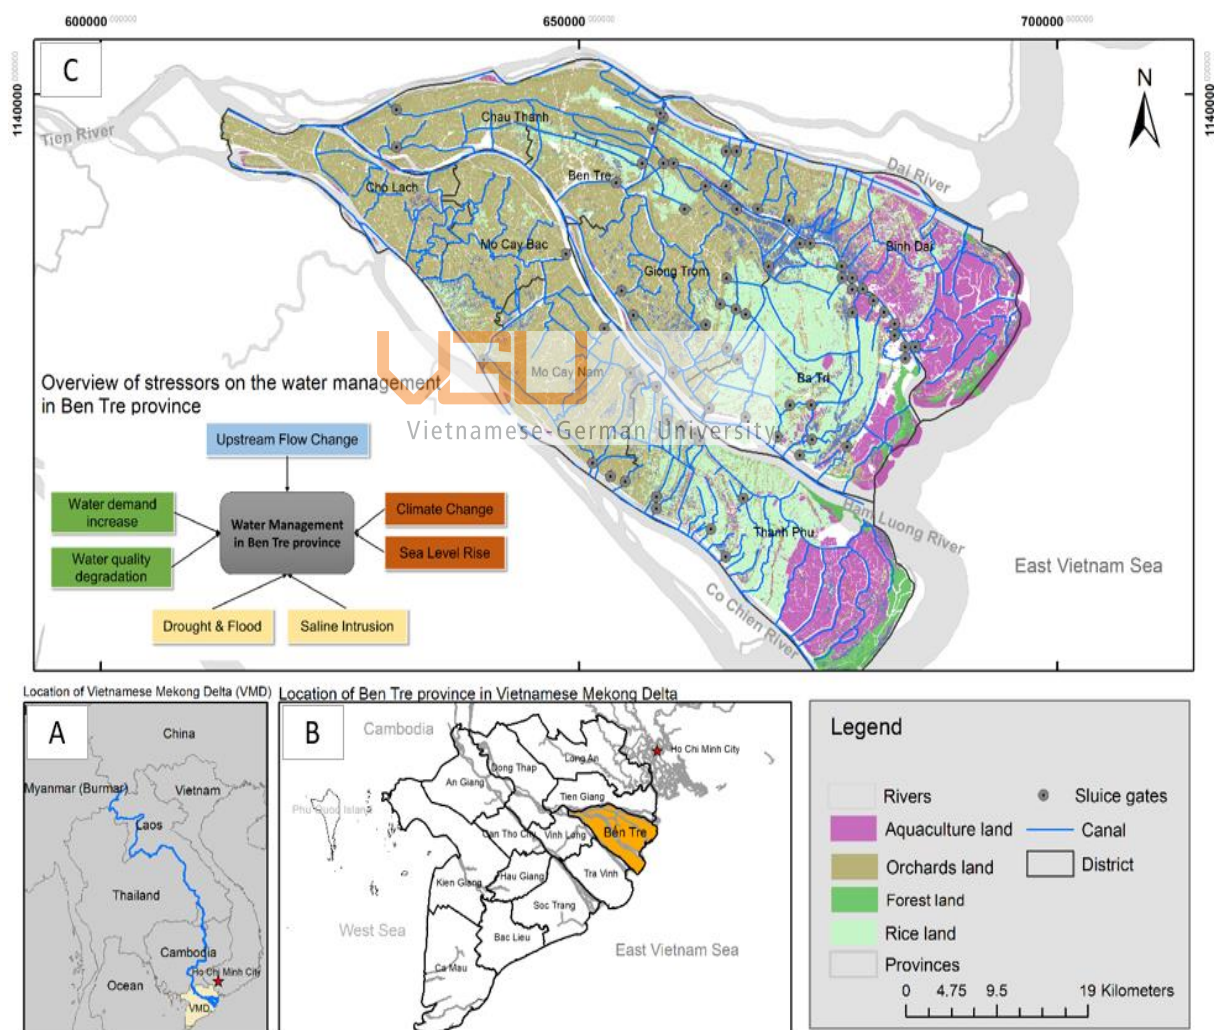 600000 000000
650000 000000
700000 000000
1140000 000000
1140000 000000
C
N
Tien River
Chau Thanh
Ben Tre
Cho Lach
Dai River
Mo Cay Bac
Binh Dai
Giong Trom
VGU
Mo Cay Nam
Ba Tri
Vietnamese-German University
Overview of stressors on the water management
in Ben Tre province
Upstream Flow Change
Water demand
increase
Water Management
in Ben Tre province
Climate Change
Water quality
degradation
Sea Level Rise
Drought & Flood
Saline Intrusion
Ham Luong River
Thanh Phu
East Vietnam Sea
Co Chien River
Location of Vietnamese Mekong Delta (VMD)
A
China
Myanmar (Burmar)
Vietnam
Laos
Thailand
Cambodia
Ho Chi Minh City
Ocean
VMD
Location of Ben Tre province in Vietnamese Mekong Delta
B
Cambodia
Ho Chi Minh City
Long An
Dong Thap
An Giang
Tien Giang
Phu Quoc Island
Can Tho City
Vinh Long
Ben Tre
Kien Giang
Hau Giang
Tra Vinh
Soc Trang
West Sea
Bac Lieu
East Vietnam Sea
Ca Mau
Legend
Rivers
Sluice gates
Aquaculture land
Canal
Orchards land
District
Forest land
Rice land
Provinces
0 4.75 9.5 19 Kilometers